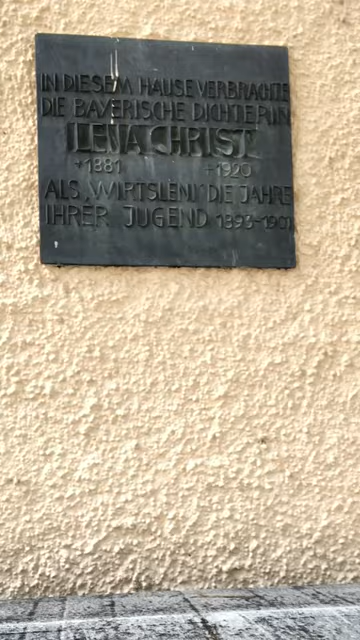 IN DIESEM HAUSE VERBRACHTE
DIE BAYERISCHE DICHTERIN
LENA CHRIST
*1881 +1920
ALS „WIRTSLENI“ DIE JAHRE
IHRER JUGEND 1893-1901